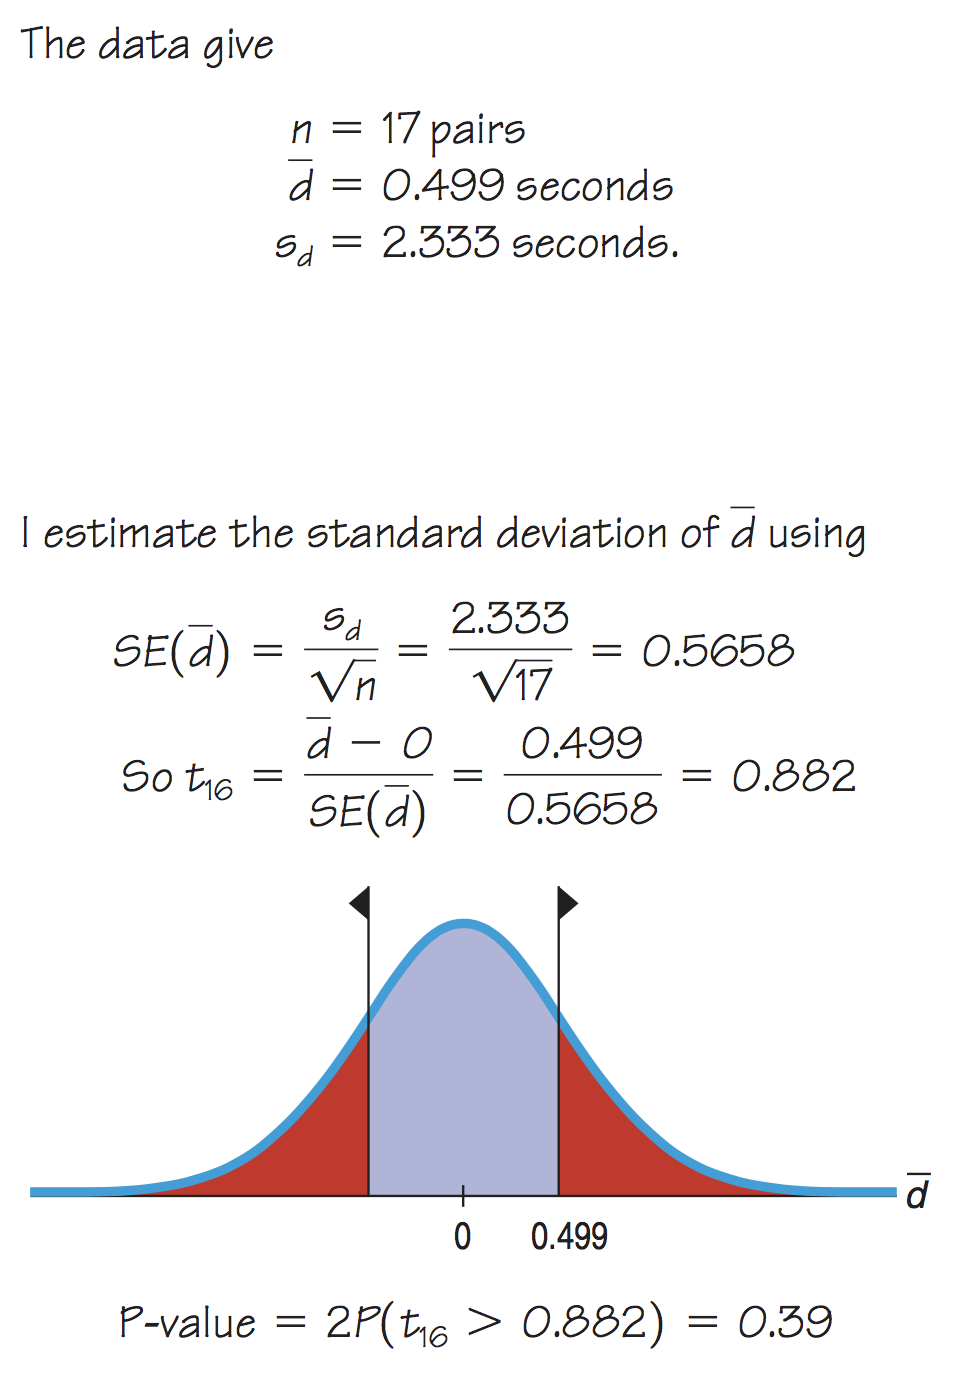 The data give
n = 17 pairs
d̅ = 0.499 seconds
s_d = 2.333 seconds.
I estimate the standard deviation of d̅ using
SE(d̅) = s_d / √n = 2.333 / √17 = 0.5658
So t₁₆ = (d̅ − 0) / SE(d̅) = 0.499 / 0.5658 = 0.882
d̅
0 0.499
P-value = 2P(t₁₆ > 0.882) = 0.39